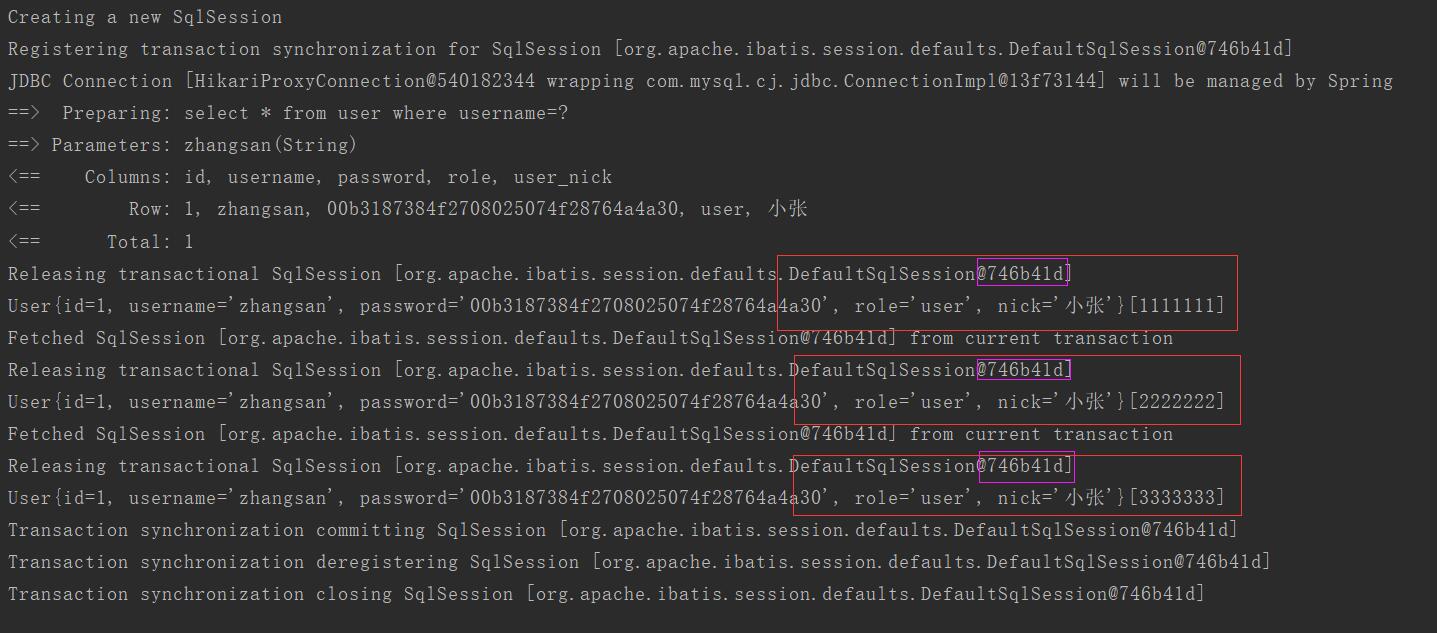 Creating a new SqlSession
Registering transaction synchronization for SqlSession [org.apache.ibatis.session.defaults.DefaultSqlSession@746b41d]
JDBC Connection [HikariProxyConnection@540182344 wrapping com.mysql.cj.jdbc.ConnectionImpl@13f73144] will be managed by Spring
==>  Preparing: select * from user where username=?
==> Parameters: zhangsan(String)
<==    Columns: id, username, password, role, user_nick
<==        Row: 1, zhangsan, 00b3187384f2708025074f28764a4a30, user, 小张
<==      Total: 1
Releasing transactional SqlSession [org.apache.ibatis.session.defaults.DefaultSqlSession@746b41d]
User{id=1, username='zhangsan', password='00b3187384f2708025074f28764a4a30', role='user', nick='小张'}[1111111]
Fetched SqlSession [org.apache.ibatis.session.defaults.DefaultSqlSession@746b41d] from current transaction
Releasing transactional SqlSession [org.apache.ibatis.session.defaults.DefaultSqlSession@746b41d]
User{id=1, username='zhangsan', password='00b3187384f2708025074f28764a4a30', role='user', nick='小张'}[2222222]
Fetched SqlSession [org.apache.ibatis.session.defaults.DefaultSqlSession@746b41d] from current transaction
Releasing transactional SqlSession [org.apache.ibatis.session.defaults.DefaultSqlSession@746b41d]
User{id=1, username='zhangsan', password='00b3187384f2708025074f28764a4a30', role='user', nick='小张'}[3333333]
Transaction synchronization committing SqlSession [org.apache.ibatis.session.defaults.DefaultSqlSession@746b41d]
Transaction synchronization deregistering SqlSession [org.apache.ibatis.session.defaults.DefaultSqlSession@746b41d]
Transaction synchronization closing SqlSession [org.apache.ibatis.session.defaults.DefaultSqlSession@746b41d]